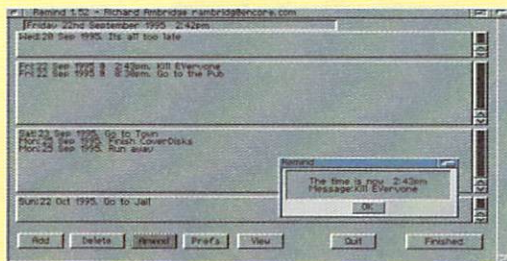 Remind 1.52 - Richard Ambridge rambridg@encore.com
Friday 22nd September 1995 2:42pm
Wed:20 Sep 1995, Its all too late
Fri:22 Sep 1995 @ 2:43pm, Kill EVeryone
Fri:22 Sep 1995 @ 8:30pm, Go to the Pub
Sat:23 Sep 1995, Go to Town
Mon:25 Sep 1995, Finish CoverDisks
Mon:25 Sep 1995, Run away
Remind
The time is now 2:43pm
Message:Kill EVeryone
OK
Sun:22 Oct 1995, Go to Jail
Add Delete Amend Prefs View Quit Finished